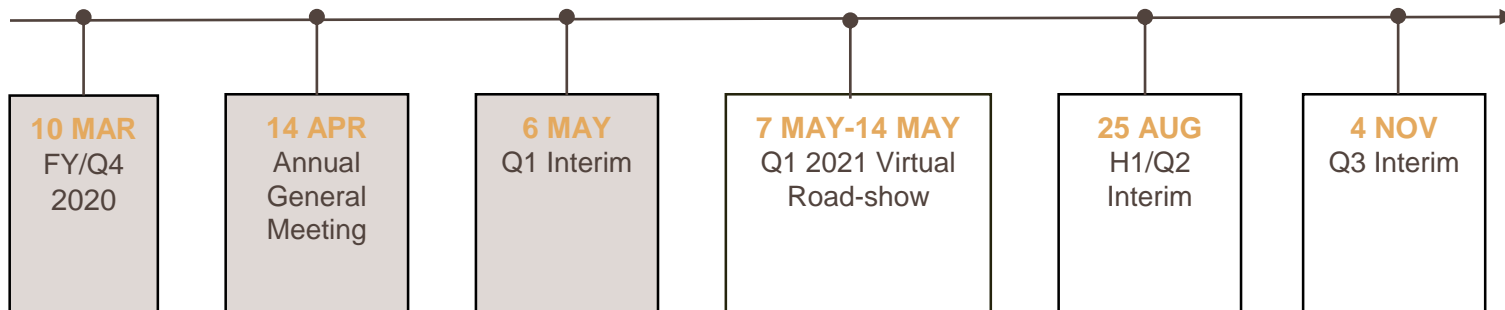 10 MAR
FY/Q4
2020
14 APR
Annual
General
Meeting
6 MAY
Q1 Interim
7 MAY-14 MAY
Q1 2021 Virtual
Road-show
25 AUG
H1/Q2
Interim
4 NOV
Q3 Interim